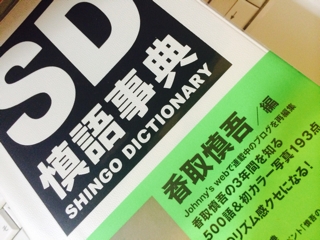 SD
慎語事典
SHINGO DICTIONARY
香取慎吾/編
Johnny's webで連載中のブログを再編集
香取慎吾の3年間を知る
500語&初カラー写真193点
リズム感クセになる!